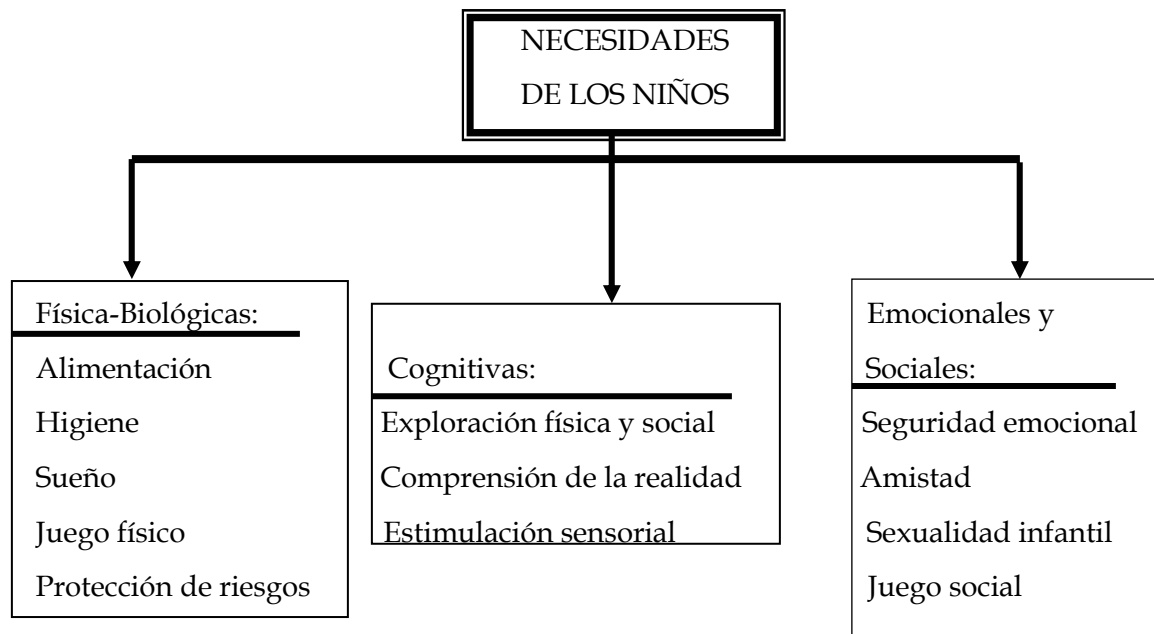 NECESIDADES
DE LOS NIÑOS
Física-Biológicas:
Alimentación
Higiene
Sueño
Juego físico
Protección de riesgos
Cognitivas:
Exploración física y social
Comprensión de la realidad
Estimulación sensorial
Emocionales y
Sociales:
Seguridad emocional
Amistad
Sexualidad infantil
Juego social